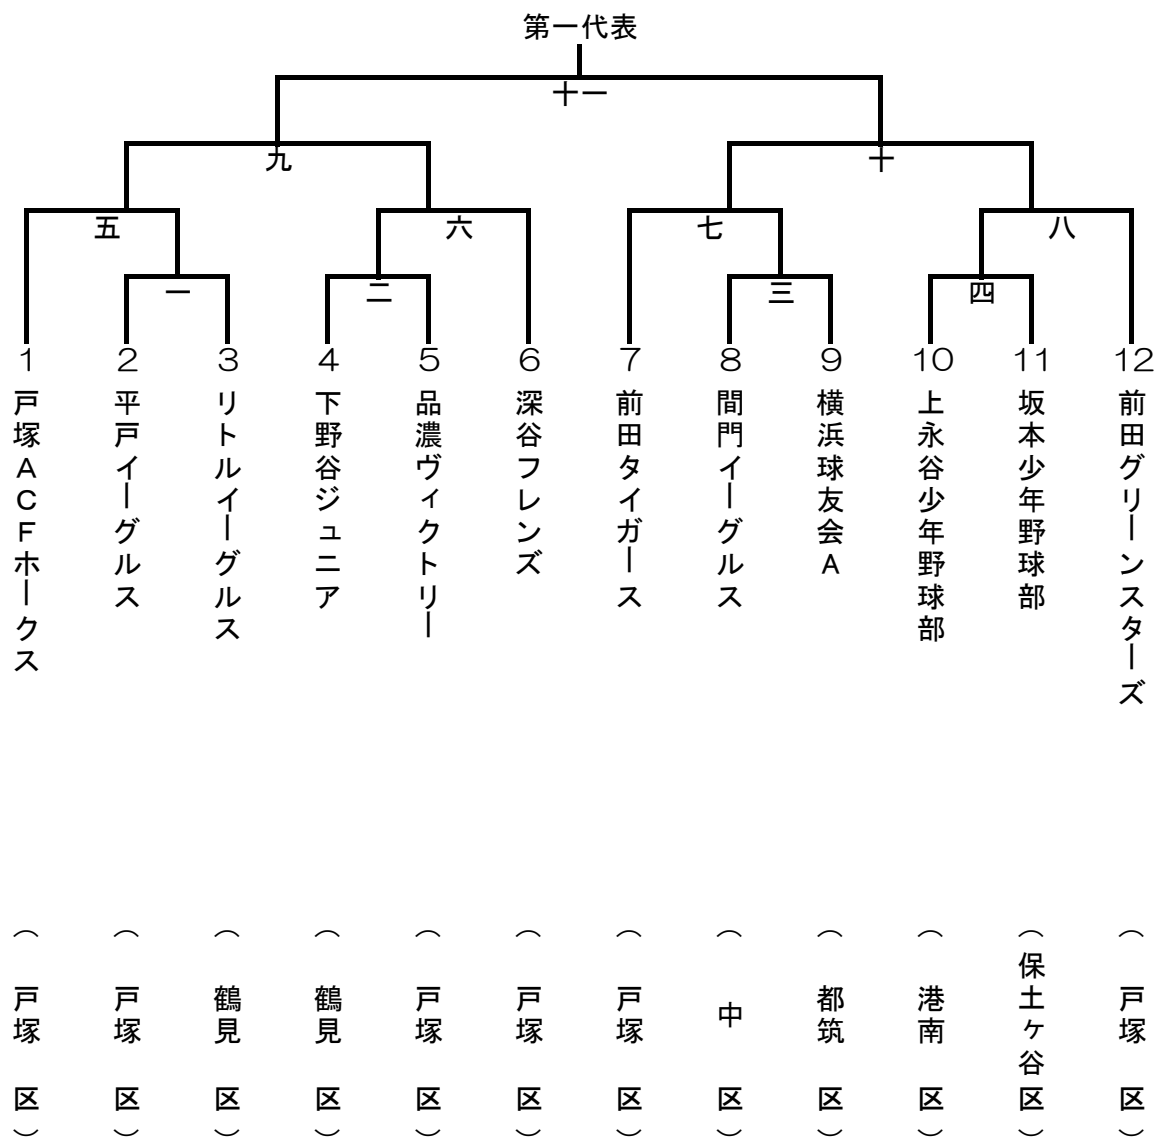 第一代表
十一
九
十
五
六
七
八
一
二
三
四
1
2
3
4
5
6
7
8
9
10
11
12
戸塚ACFホークス
平戸イーグルス
リトルイーグルス
下野谷ジュニア
品濃ヴィクトリー
深谷フレンズ
前田タイガース
間門イーグルス
横浜球友会A
上永谷少年野球部
坂本少年野球部
前田グリーンスターズ
（戸塚区）
（戸塚区）
（鶴見区）
（鶴見区）
（戸塚区）
（戸塚区）
（戸塚区）
（中区）
（都筑区）
（港南区）
（保土ヶ谷区）
（戸塚区）